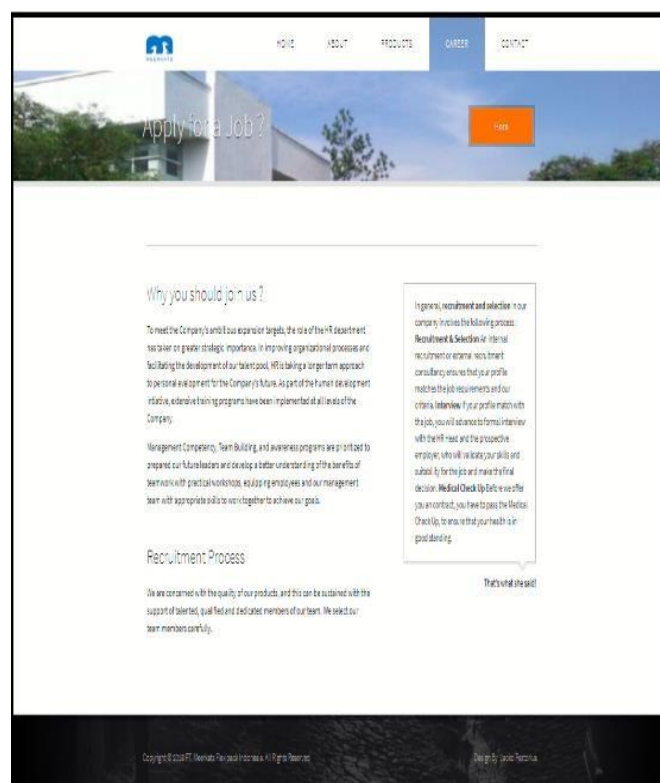 HOME ABOUT PRODUCTS CAREER CONTACT
Apply for a Job ?
Here
Why you should join us ?
To meet the Company's ambitious expansion targets, the role of the HR department
has taken on greater strategic importance. In improving organizational processes and
facilitating the development of our talent pool, HR is taking a longer term approach
to personal evelopment for the Company's future. As part of the human development
intiative, extensive training programs have been implemented at all levels of the
Company.
Management Competency, Team Building, and awareness programs are prioritized to
prepared our future leaders and develop a better understanding of the benefits of
teamwork with practical workshops, equipping employees and our management
team with appropriate skills to work together to achieve our goals.
Recruitment Process
We are concerned with the quality of our products, and this can be sustained with the
support of talented, qualified and dedicated members of our team. We select our
team members carefully.
In general, recruitment and selection in our
company involves the following process:
Recruitment & Selection An internal
recruitment or external recruitment
consultancy ensures that your profile
matches the job requirements and our
criteria. Interview If your profile match with
the job, you will advance to formal interview
with the HR Head and the prospective
employer, who will validate your skills and
suitability for the job and make the final
decision. Medical Check Up Before we offer
you an contract, you have to pass the Medical
Check Up, to ensure that your health is in
good standing.
That's what she said!
Copyright © PT. Meerkats Flexipack Indonesia. All Rights Reserved
Design By